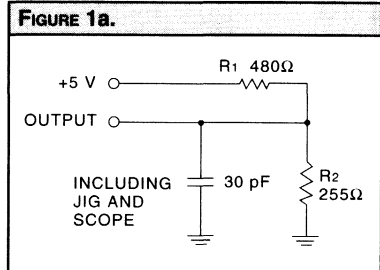 FIGURE 1a.
R1 480Ω
+5 V
OUTPUT
INCLUDING
JIG AND
SCOPE
30 pF
R2
255Ω